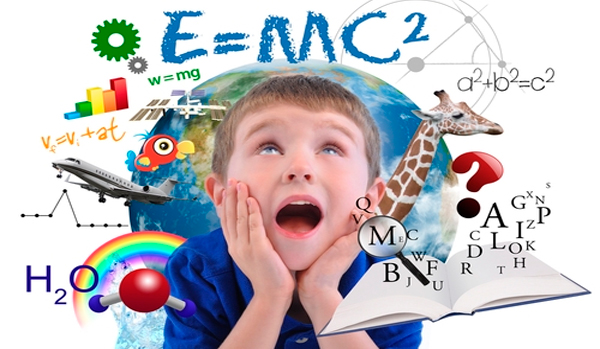 E=MC²
w=mg
a²+b²=c²
v_f=v_i+at
H₂O
Q
V
M
E
C
B
J
W
F
U
R
D
C
A
L
T
G
X
N
S
I
P
Z
O
K
H
?